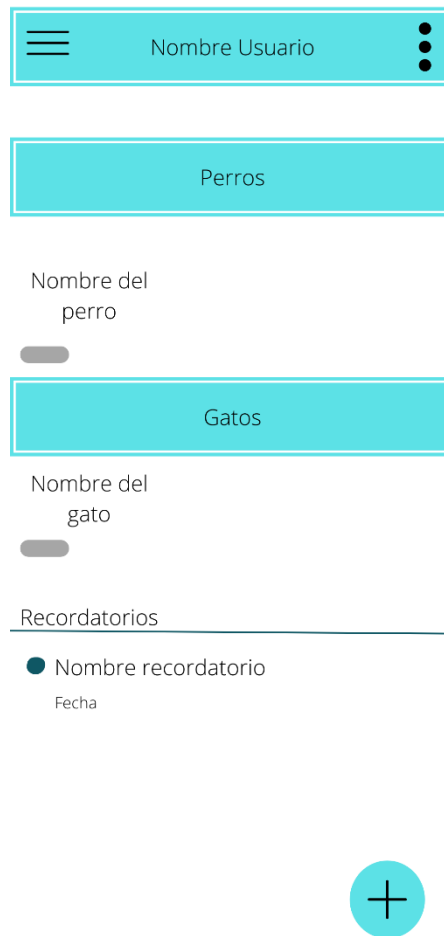 Nombre Usuario
Perros
Nombre del
perro
Gatos
Nombre del
gato
Recordatorios
Nombre recordatorio
Fecha